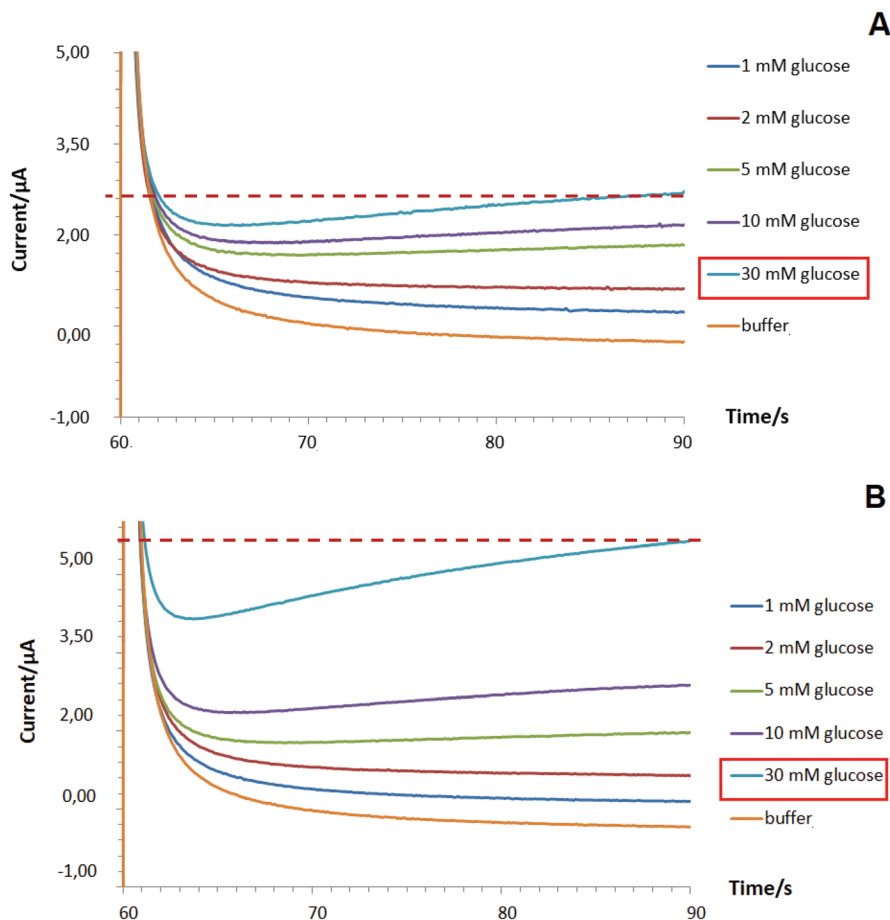 A
5,00
3,50
2,00
0,00
-1,00
Current/µA
60
70
80
90
Time/s
1 mM glucose
2 mM glucose
5 mM glucose
10 mM glucose
30 mM glucose
buffer
B
5,00
3,50
2,00
0,00
-1,00
Current/µA
60
70
80
90
Time/s
1 mM glucose
2 mM glucose
5 mM glucose
10 mM glucose
30 mM glucose
buffer